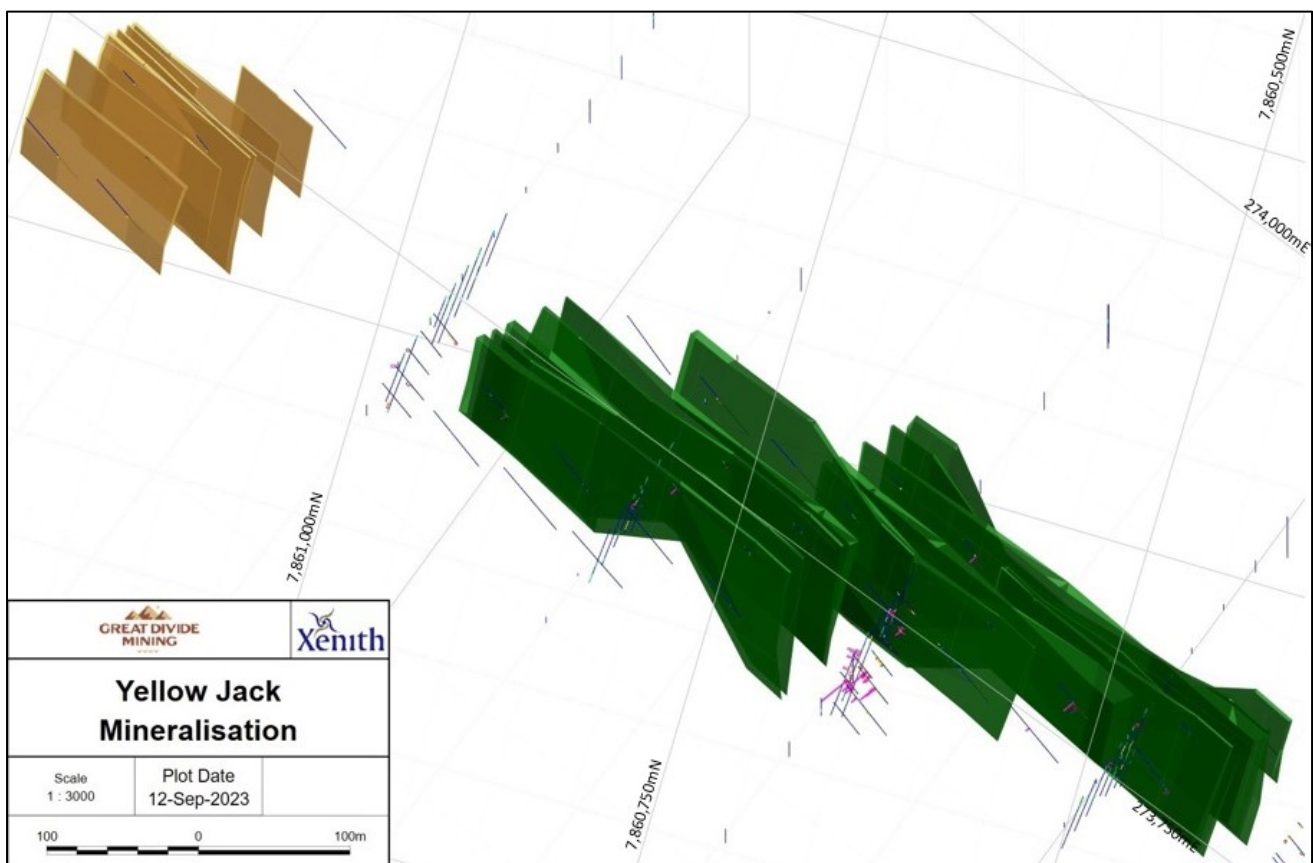 7,860,500mN
274,000mE
7,861,000mN
7,860,750mN
273,750mE
GREAT DIVIDE
MINING
Xenith
Yellow Jack
Mineralisation
Scale
1 : 3000
Plot Date
12-Sep-2023
100 0 100m